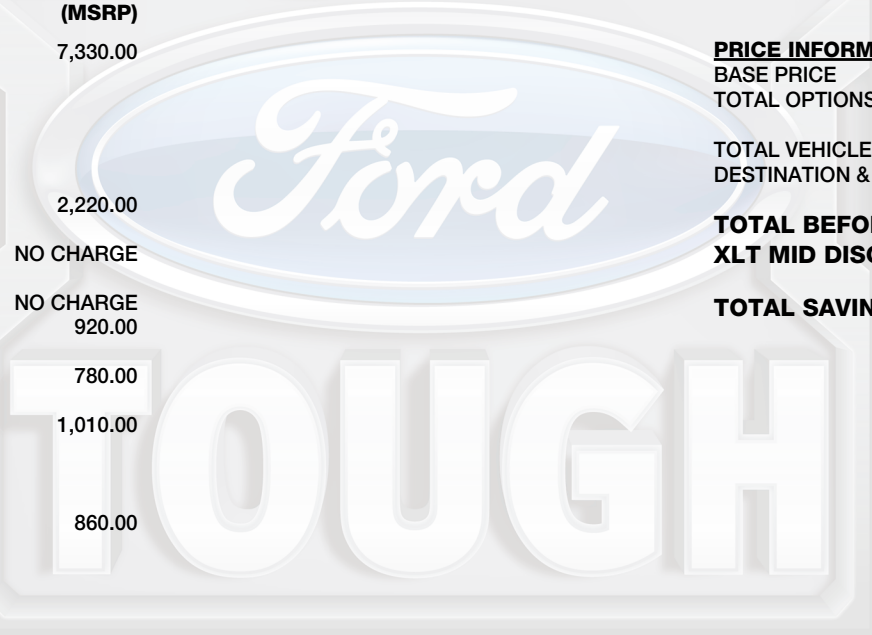 (MSRP)
7,330.00
2,220.00
NO CHARGE
NO CHARGE
920.00
780.00
1,010.00
860.00
PRICE INFORM
BASE PRICE
TOTAL OPTIONS
TOTAL VEHICLE
DESTINATION &
TOTAL BEFO
XLT MID DISC
TOTAL SAVIN
Ford
TOUGH